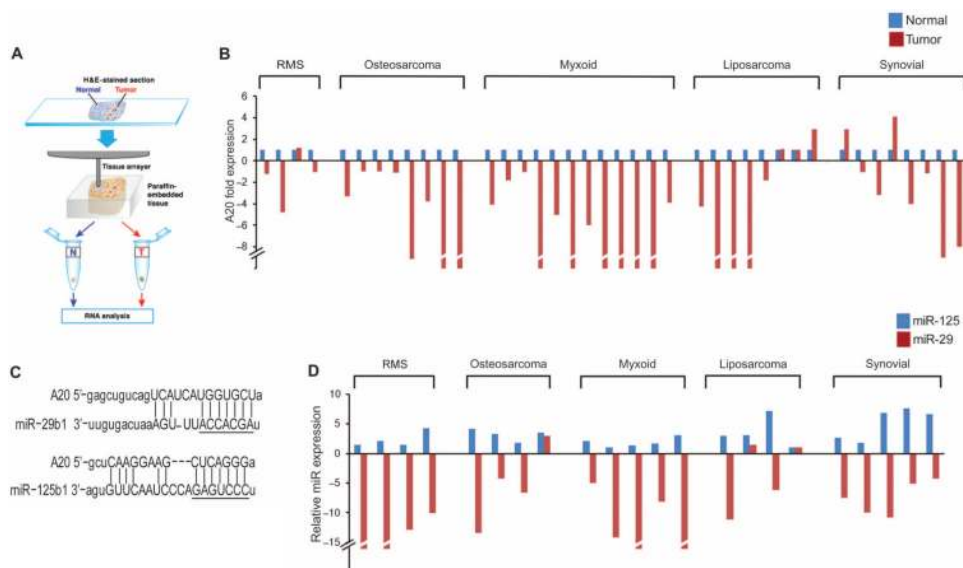 A
H&E-stained section
Normal Tumor
Tissue arrayer
Paraffin-
embedded
tissue
N
T
RNA analysis
B
Normal
Tumor
RMS
Osteosarcoma
Myxoid
Liposarcoma
Synovial
A20 fold expression
6
4
2
0
−2
−4
−6
−8
C
A20 5′-gagcugucagUCAUCAUGGUGCUa
miR-29b1 3′-uugugacuaaAGU-UUACCACGAu
A20 5′-gcuCAAGGAAG---CUCAGGGa
miR-125b1 3′-aguGUUCAAUCCCAGAGUCCCu
D
miR-125
miR-29
RMS
Osteosarcoma
Myxoid
Liposarcoma
Synovial
Relative miR expression
10
5
0
−5
−10
−15